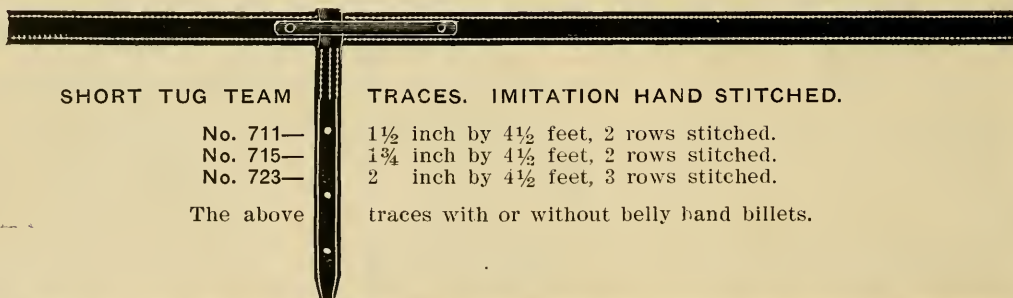 SHORT TUG TEAM TRACES. IMITATION HAND STITCHED.
No. 711— 1½ inch by 4½ feet, 2 rows stitched.
No. 715— 1¾ inch by 4½ feet, 2 rows stitched.
No. 723— 2 inch by 4½ feet, 3 rows stitched.
The above traces with or without belly band billets.